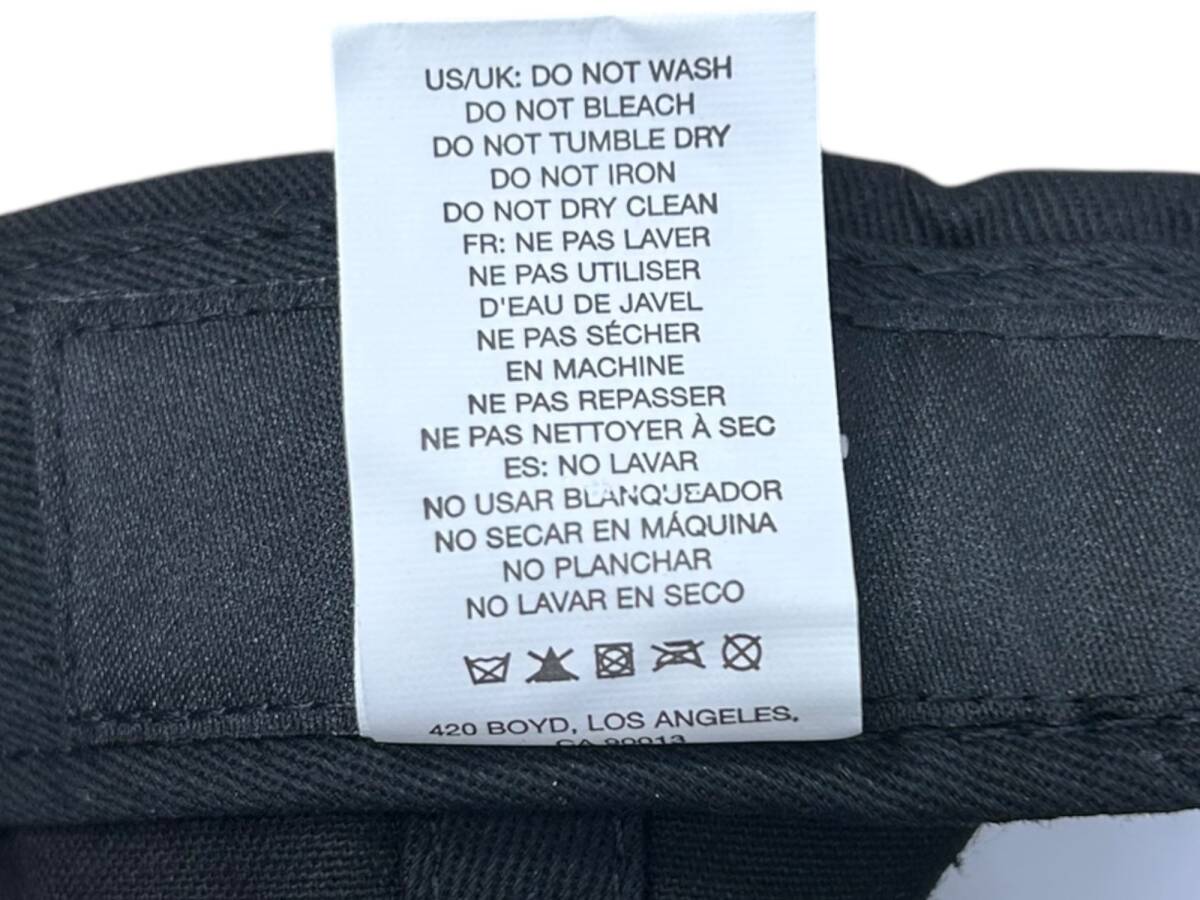 US/UK: DO NOT WASH
DO NOT BLEACH
DO NOT TUMBLE DRY
DO NOT IRON
DO NOT DRY CLEAN
FR: NE PAS LAVER
NE PAS UTILISER
D'EAU DE JAVEL
NE PAS SÉCHER
EN MACHINE
NE PAS REPASSER
NE PAS NETTOYER À SEC
ES: NO LAVAR
NO USAR BLANQUEADOR
NO SECAR EN MÁQUINA
NO PLANCHAR
NO LAVAR EN SECO
420 BOYD, LOS ANGELES,
CA 90013